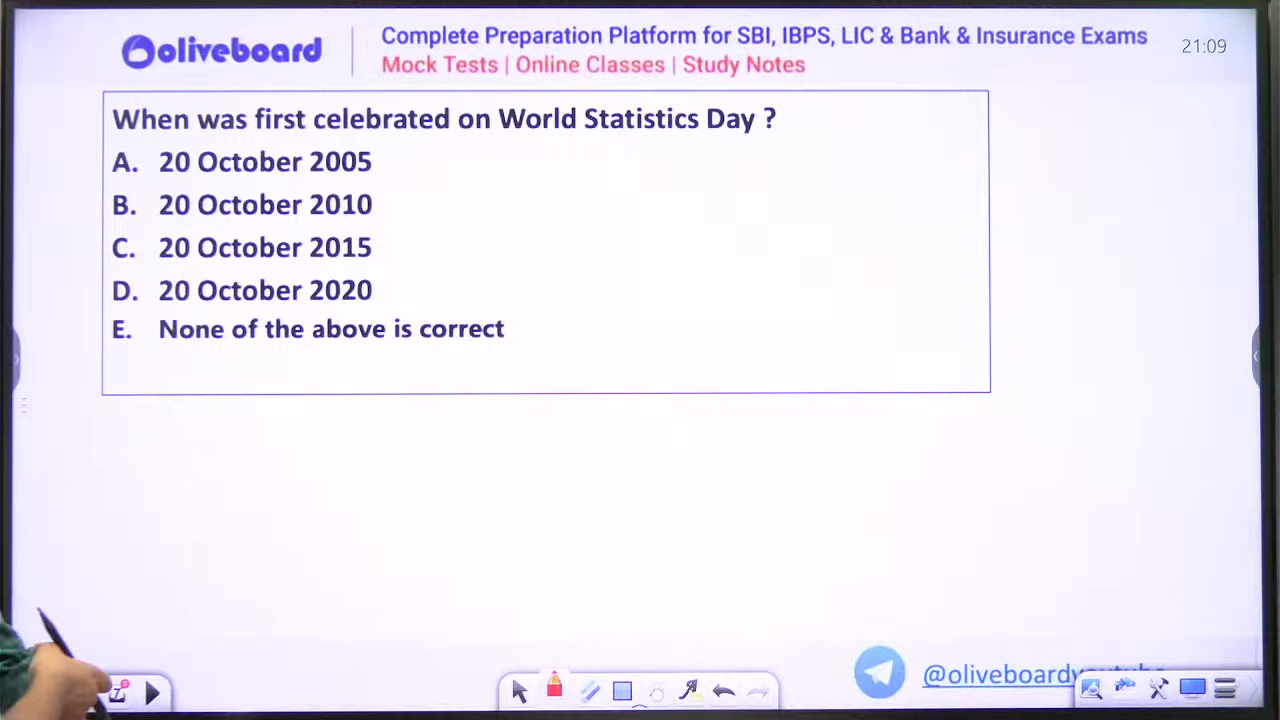 oliveboard
Complete Preparation Platform for SBI, IBPS, LIC & Bank & Insurance Exams
Mock Tests | Online Classes | Study Notes
21:09
When was first celebrated on World Statistics Day ?
A. 20 October 2005
B. 20 October 2010
C. 20 October 2015
D. 20 October 2020
E. None of the above is correct